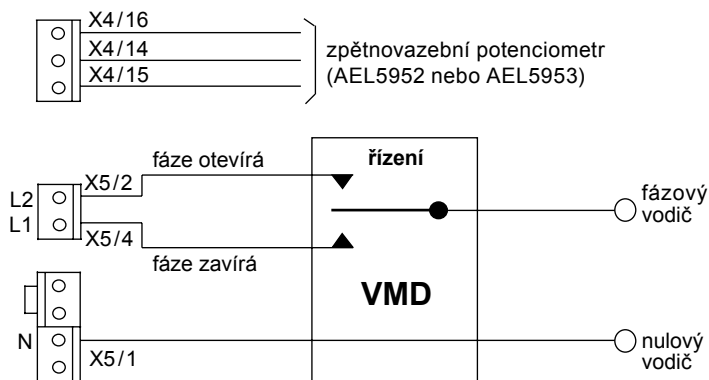 X4/16
X4/14
X4/15
zpětnovazební potenciometr
(AEL5952 nebo AEL5953)
fáze otevírá
řízení
X5/2
L2
L1
X5/4
fázový
vodič
fáze zavírá
VMD
N
X5/1
nulový
vodič